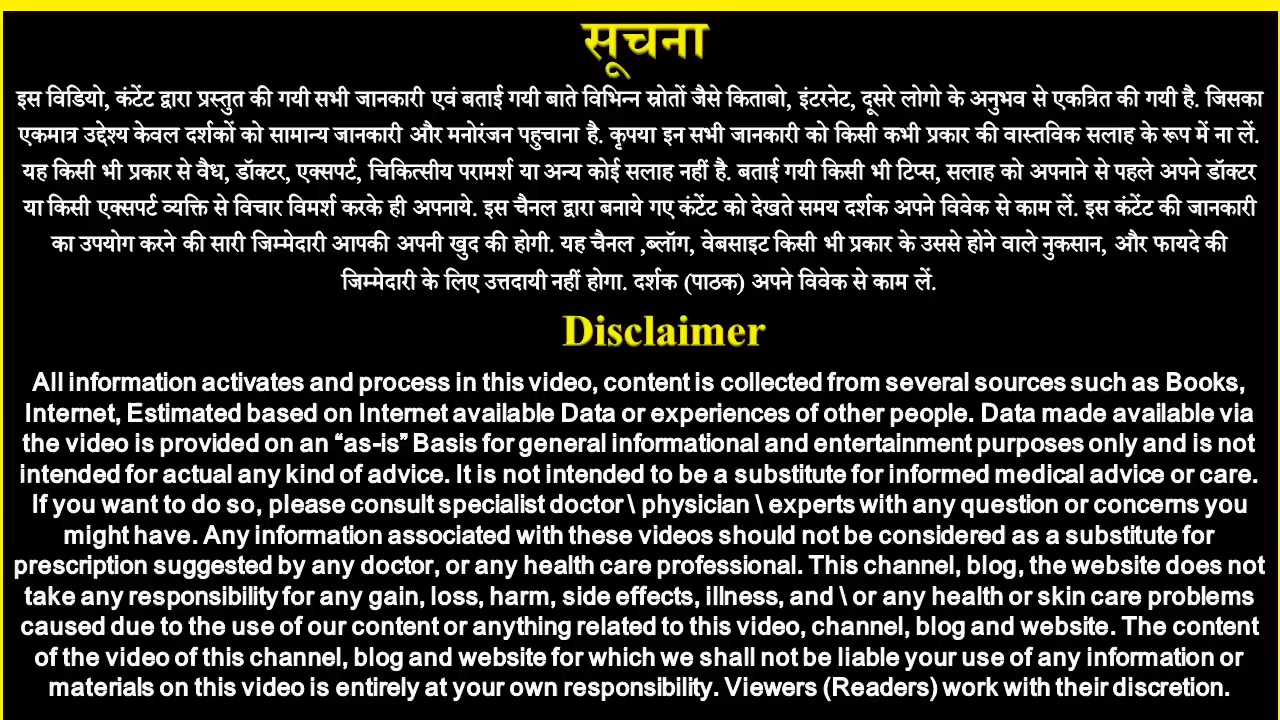 सूचना
इस विडियो, कंटेंट द्वारा प्रस्तुत की गयी सभी जानकारी एवं बताई गयी बाते विभिन्न स्रोतों जैसे किताबो, इंटरनेट, दूसरे लोगो के अनुभव से एकत्रित की गयी है. जिसका
एकमात्र उद्देश्य केवल दर्शकों को सामान्य जानकारी और मनोरंजन पहुचाना है. कृपया इन सभी जानकारी को किसी कभी प्रकार की वास्तविक सलाह के रूप में ना लें.
यह किसी भी प्रकार से वैध, डॉक्टर, एक्सपर्ट, चिकित्सीय परामर्श या अन्य कोई सलाह नहीं है. बताई गयी किसी भी टिप्स, सलाह को अपनाने से पहले अपने डॉक्टर
या किसी एक्सपर्ट व्यक्ति से विचार विमर्श करके ही अपनाये. इस चैनल द्वारा बनाये गए कंटेंट को देखते समय दर्शक अपने विवेक से काम लें. इस कंटेंट की जानकारी
का उपयोग करने की सारी जिम्मेदारी आपकी अपनी खुद की होगी. यह चैनल ,ब्लॉग, वेबसाइट किसी भी प्रकार के उससे होने वाले नुकसान, और फायदे की
जिम्मेदारी के लिए उत्तदायी नहीं होगा. दर्शक (पाठक) अपने विवेक से काम लें.
Disclaimer
All information activates and process in this video, content is collected from several sources such as Books,
Internet, Estimated based on Internet available Data or experiences of other people. Data made available via
the video is provided on an “as-is” Basis for general informational and entertainment purposes only and is not
intended for actual any kind of advice. It is not intended to be a substitute for informed medical advice or care.
If you want to do so, please consult specialist doctor \ physician \ experts with any question or concerns you
might have. Any information associated with these videos should not be considered as a substitute for
prescription suggested by any doctor, or any health care professional. This channel, blog, the website does not
take any responsibility for any gain, loss, harm, side effects, illness, and \ or any health or skin care problems
caused due to the use of our content or anything related to this video, channel, blog and website. The content
of the video of this channel, blog and website for which we shall not be liable your use of any information or
materials on this video is entirely at your own responsibility. Viewers (Readers) work with their discretion.